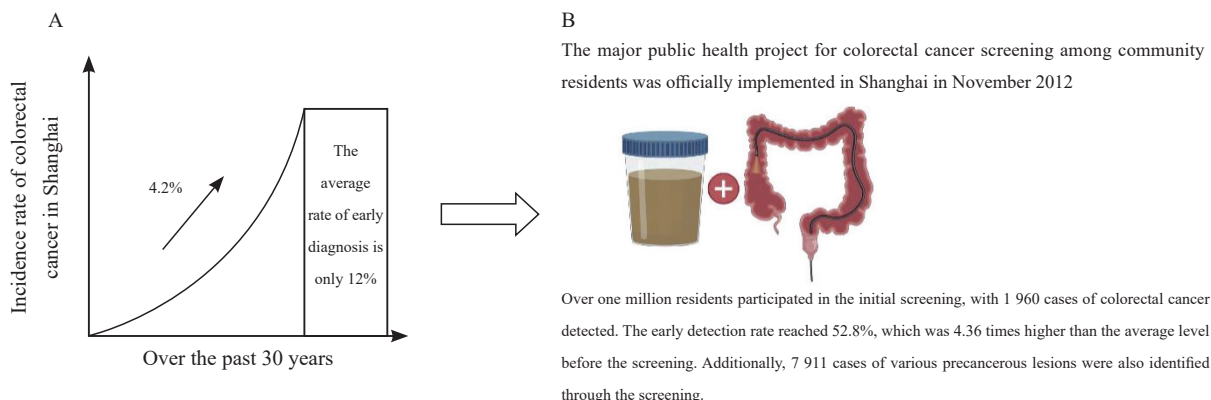 A
Incidence rate of colorectal
cancer in Shanghai
4.2%
The
average
rate of early
diagnosis is
only 12%
Over the past 30 years
B
The major public health project for colorectal cancer screening among community
residents was officially implemented in Shanghai in November 2012
Over one million residents participated in the initial screening, with 1 960 cases of colorectal cancer
detected. The early detection rate reached 52.8%, which was 4.36 times higher than the average level
before the screening. Additionally, 7 911 cases of various precancerous lesions were also identified
through the screening.